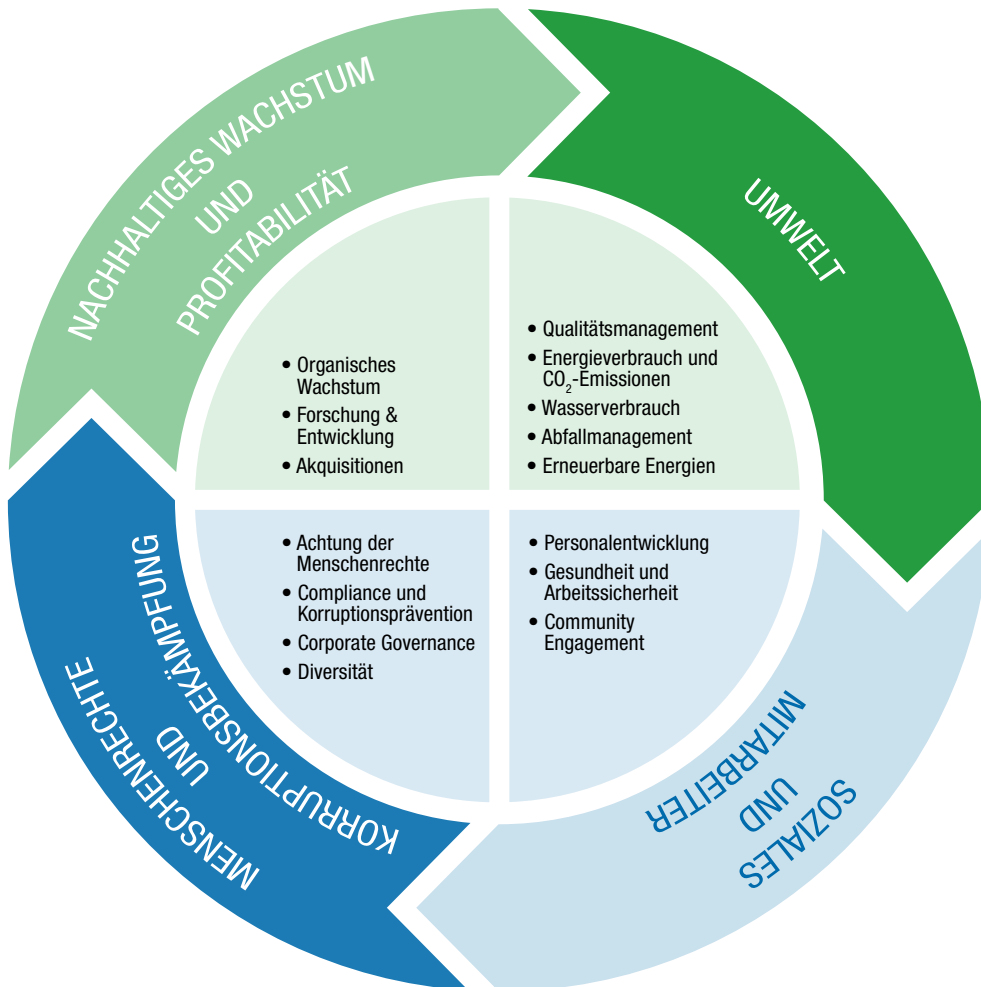 NACHHALTIGES WACHSTUM
UND
PROFITABILITÄT
UMWELT
• Organisches
Wachstum
• Forschung &
Entwicklung
• Akquisitionen
• Qualitätsmanagement
• Energieverbrauch und
CO₂-Emissionen
• Wasserverbrauch
• Abfallmanagement
• Erneuerbare Energien
• Achtung der
Menschenrechte
• Compliance und
Korruptionsprävention
• Corporate Governance
• Diversität
• Personalentwicklung
• Gesundheit und
Arbeitssicherheit
• Community
Engagement
MENSCHENRECHTE
UND
KORRUPTIONSBEKÄMPFUNG
SOZIALES
UND
MITARBEITER